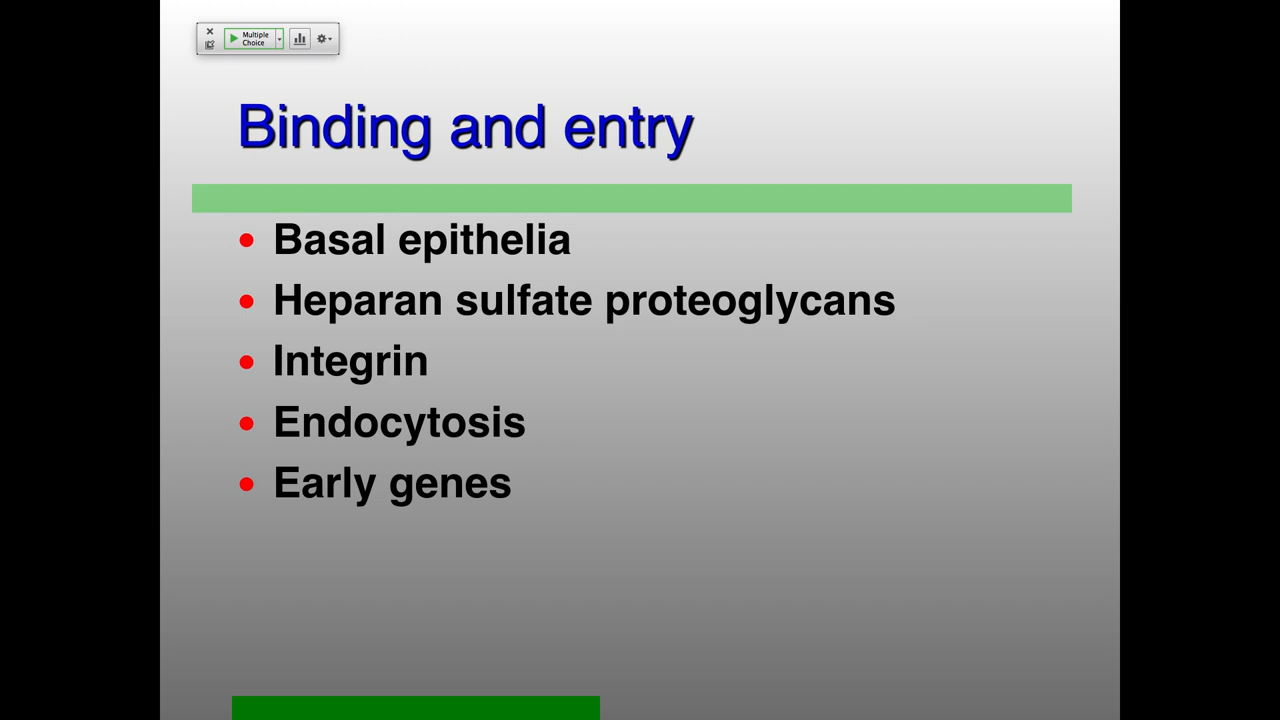 Multiple
Choice
Binding and entry
Basal epithelia
Heparan sulfate proteoglycans
Integrin
Endocytosis
Early genes